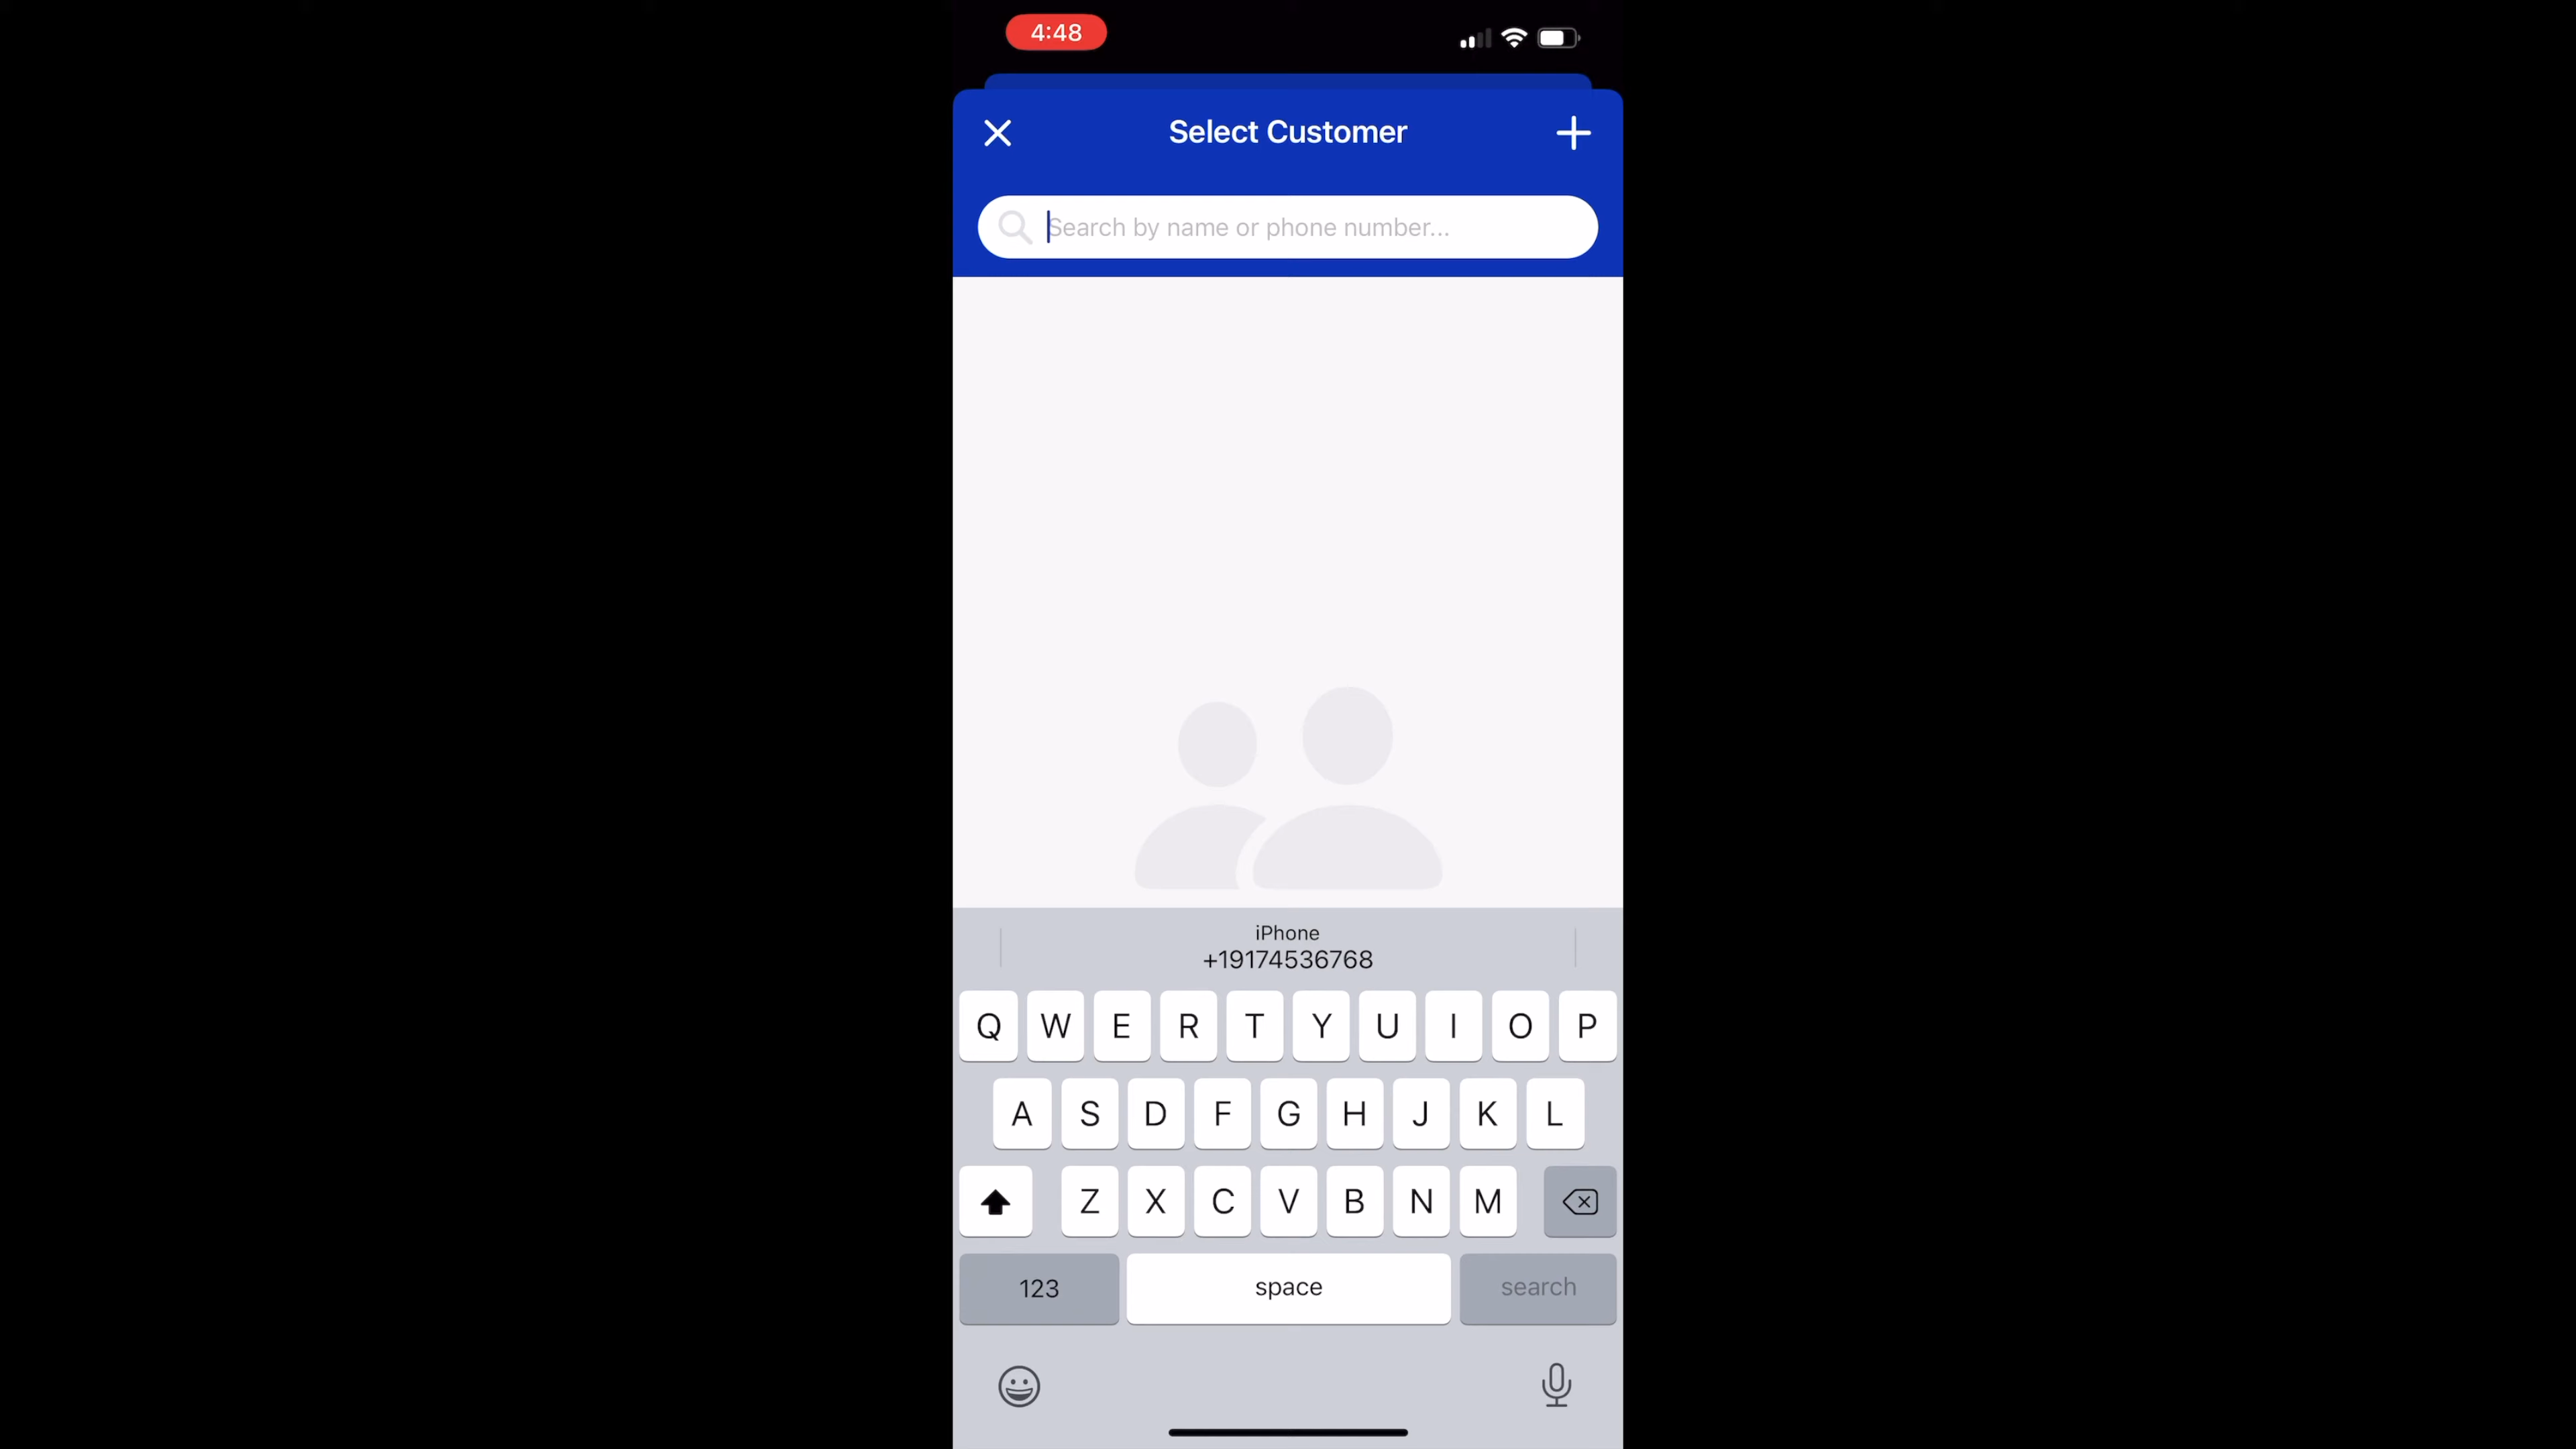 4:48
Select Customer
Search by name or phone number...
iPhone
+19174536768
Q W E R T Y U I O P
A S D F G H J K L
Z X C V B N M
123 space search